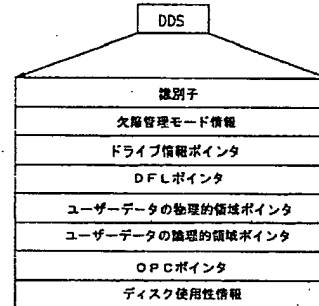 DDS
識別子
欠陥管理モード情報
ドライブ情報ポインタ
DFLポインタ
ユーザーデータの物理的領域ポインタ
ユーザーデータの論理的領域ポインタ
OPCポインタ
ディスク使用性情報